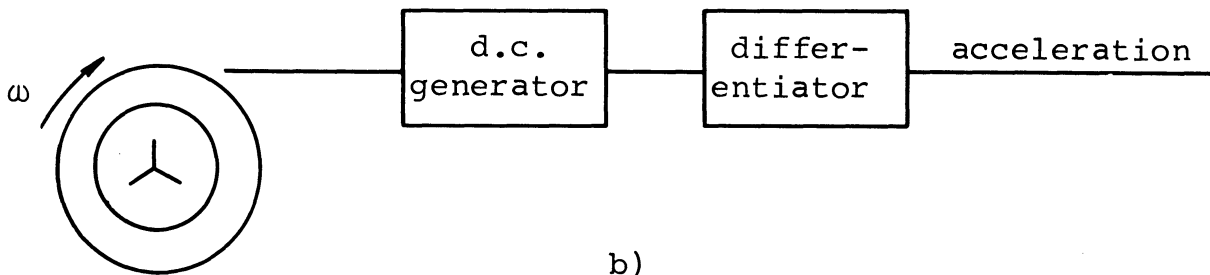 d.c.
generator
differ-
entiator
acceleration
ω
b)